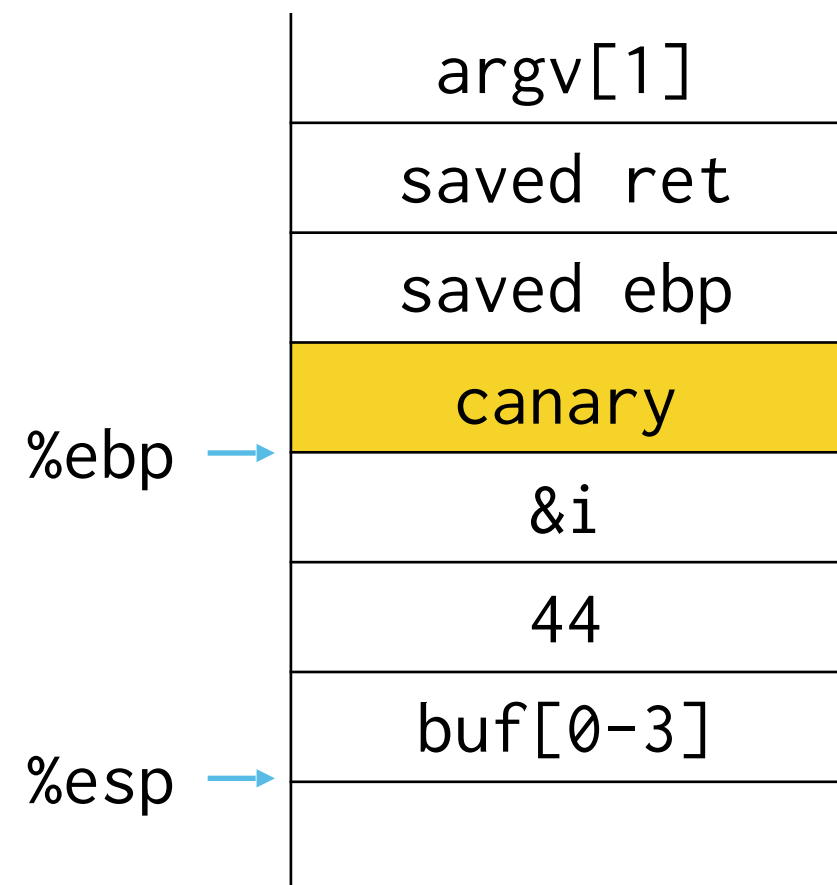 argv[1]
saved ret
saved ebp
canary
%ebp
&i
44
buf[0-3]
%esp